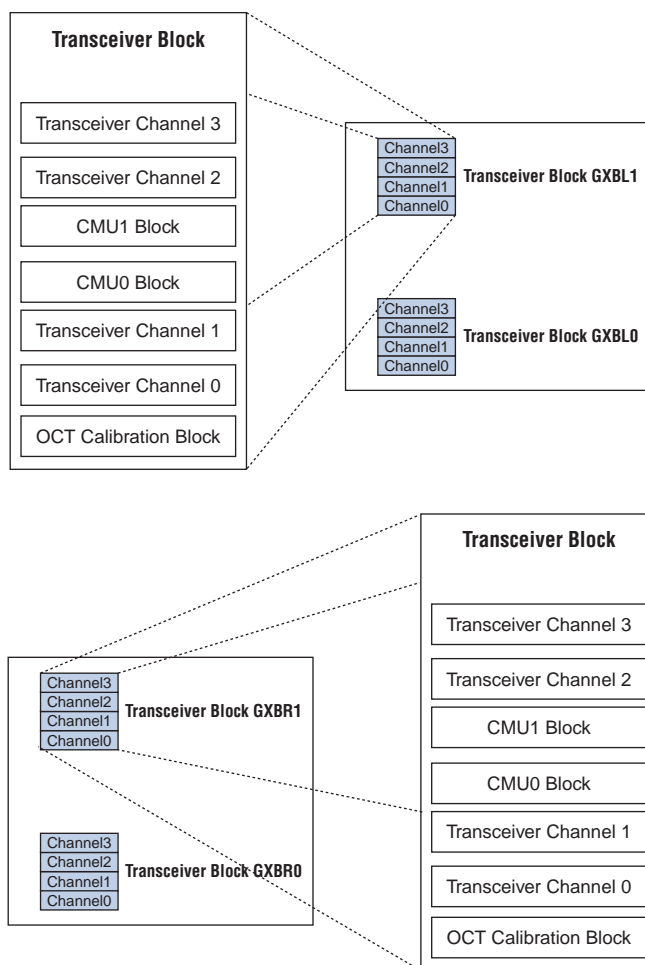 Transceiver Block
Transceiver Channel 3
Transceiver Channel 2
CMU1 Block
CMU0 Block
Transceiver Channel 1
Transceiver Channel 0
OCT Calibration Block
Channel3
Channel2
Channel1
Channel0
Transceiver Block GXBL1
Channel3
Channel2
Channel1
Channel0
Transceiver Block GXBL0
Channel3
Channel2
Channel1
Channel0
Transceiver Block GXBR1
Channel3
Channel2
Channel1
Channel0
Transceiver Block GXBR0
Transceiver Block
Transceiver Channel 3
Transceiver Channel 2
CMU1 Block
CMU0 Block
Transceiver Channel 1
Transceiver Channel 0
OCT Calibration Block